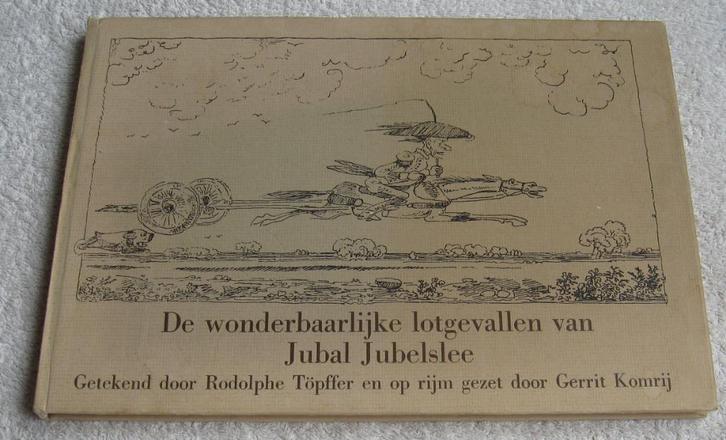 De wonderbaarlijke lotgevallen van
Jubal Jubelslee
Getekend door Rodolphe Töpffer en op rijm gezet door Gerrit Komrij